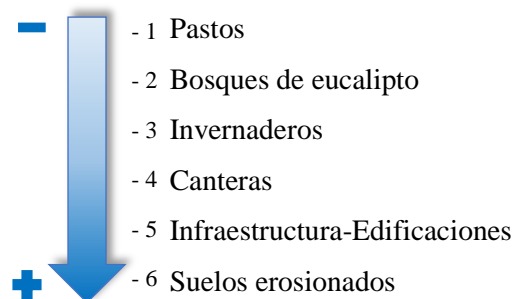 - 1 Pastos
- 2 Bosques de eucalipto
- 3 Invernaderos
- 4 Canteras
- 5 Infraestructura-Edificaciones
- 6 Suelos erosionados